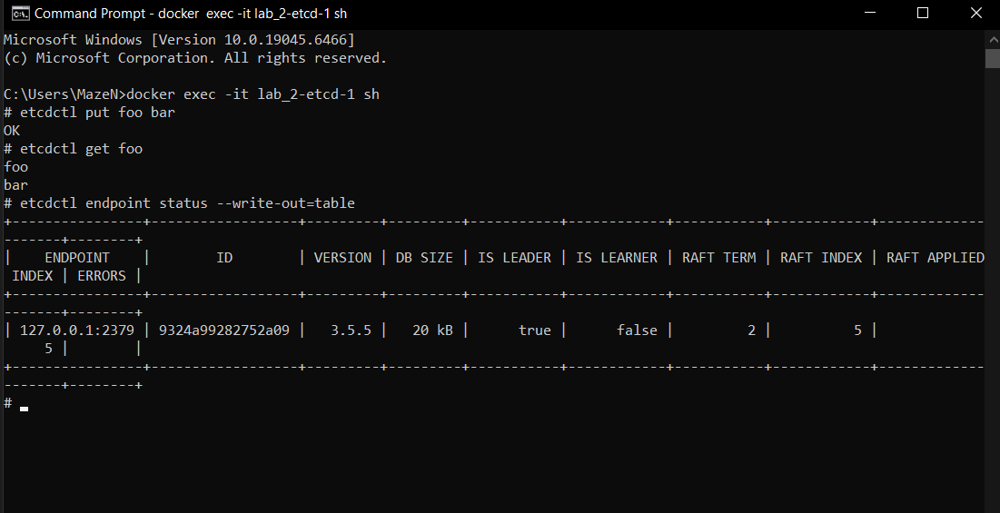 Command Prompt - docker  exec -it lab_2-etcd-1 sh
Microsoft Windows [Version 10.0.19045.6466]
(c) Microsoft Corporation. All rights reserved.

C:\Users\MazeN>docker exec -it lab_2-etcd-1 sh
# etcdctl put foo bar
OK
# etcdctl get foo
foo
bar
# etcdctl endpoint status --write-out=table
+----------------+------------------+---------+---------+-----------+------------+-----------+------------+--------------
-------+--------+
|    ENDPOINT    |        ID        | VERSION | DB SIZE | IS LEADER | IS LEARNER | RAFT TERM | RAFT INDEX | RAFT APPLIED
 INDEX | ERRORS |
+----------------+------------------+---------+---------+-----------+------------+-----------+------------+--------------
-------+--------+
| 127.0.0.1:2379 | 9324a99282752a09 |   3.5.5 |   20 kB |      true |      false |         2 |          5 |
     5 |        |
+----------------+------------------+---------+---------+-----------+------------+-----------+------------+--------------
-------+--------+
#